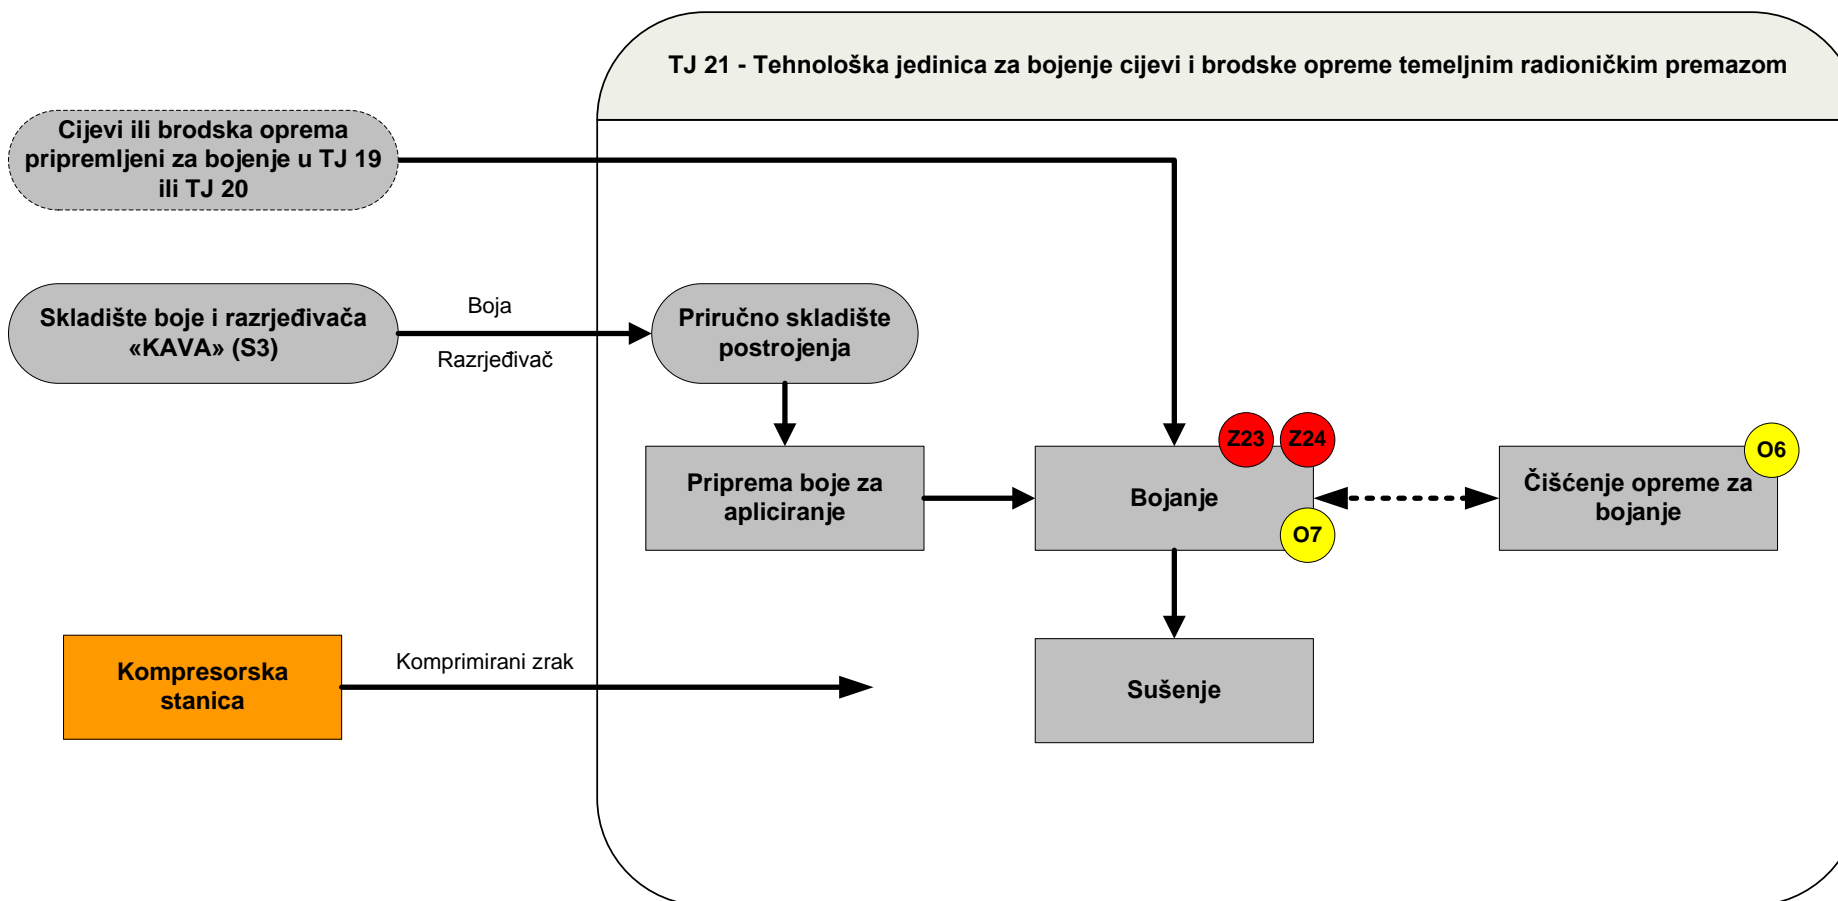 TJ 21 - Tehnološka jedinica za bojenje cijevi i brodske opreme temeljnim radioničkim premazom
Cijevi ili brodska oprema
pripremljeni za bojenje u TJ 19
ili TJ 20
Skladište boje i razrjeđivača
«KAVA» (S3)
Boja
Razrjeđivač
Priručno skladište
postrojenja
Priprema boje za
apliciranje
Z23
Z24
Bojanje
O7
O6
Čišćenje opreme za
bojanje
Kompresorska
stanica
Komprimirani zrak
Sušenje